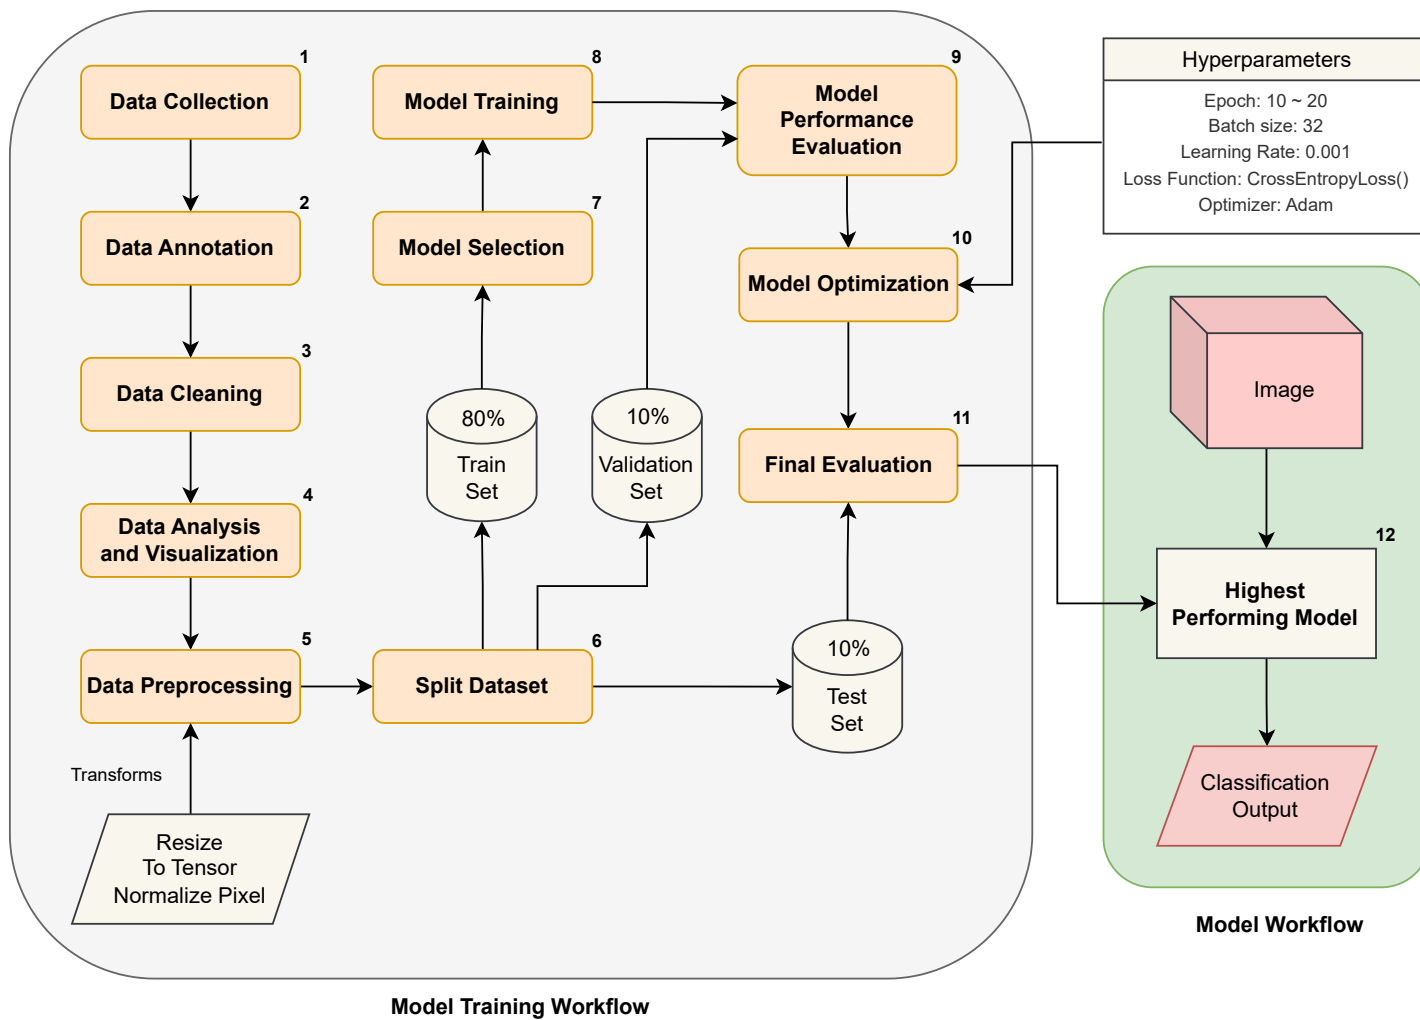 1
Data Collection
2
Data Annotation
3
Data Cleaning
4
Data Analysis
and Visualization
5
Data Preprocessing
Transforms
Resize
To Tensor
Normalize Pixel
6
Split Dataset
80%
Train
Set
10%
Validation
Set
10%
Test
Set
7
Model Selection
8
Model Training
9
Model
Performance
Evaluation
10
Model Optimization
11
Final Evaluation
Hyperparameters
Epoch: 10 ~ 20
Batch size: 32
Learning Rate: 0.001
Loss Function: CrossEntropyLoss()
Optimizer: Adam
Image
12
Highest
Performing Model
Classification
Output
Model Workflow
Model Training Workflow